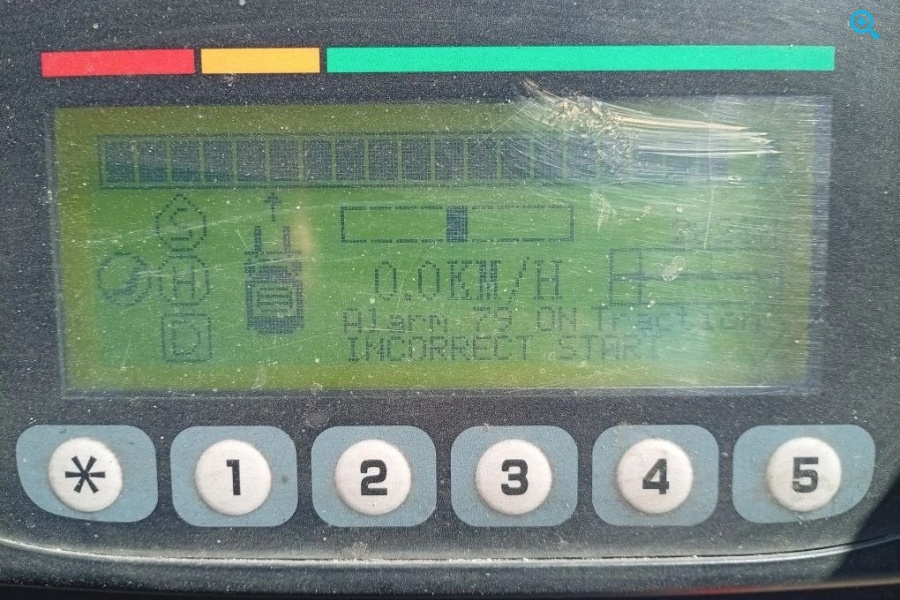 S
H
D
0.0KM/H
Alarm 79 ON Traction
INCORRECT START
* 1 2 3 4 5